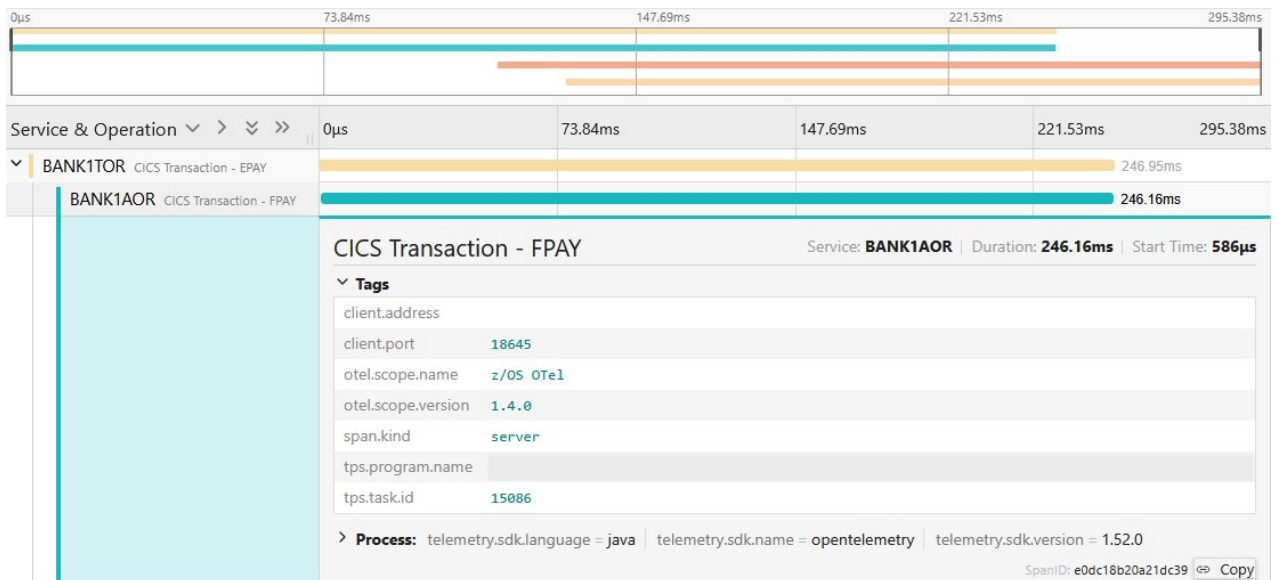 0µs 73.84ms 147.69ms 221.53ms 295.38ms
Service & Operation 0µs 73.84ms 147.69ms 221.53ms 295.38ms
BANK1TOR CICS Transaction - EPAY 246.95ms
BANK1AOR CICS Transaction - FPAY 246.16ms
CICS Transaction - FPAY Service: BANK1AOR Duration: 246.16ms Start Time: 586µs
Tags
client.address
client.port 18645
otel.scope.name z/OS OTel
otel.scope.version 1.4.0
span.kind server
tps.program.name
tps.task.id 15086
Process: telemetry.sdk.language = java telemetry.sdk.name = opentelemetry telemetry.sdk.version = 1.52.0
SpanID: e0dc18b20a21dc39 Copy